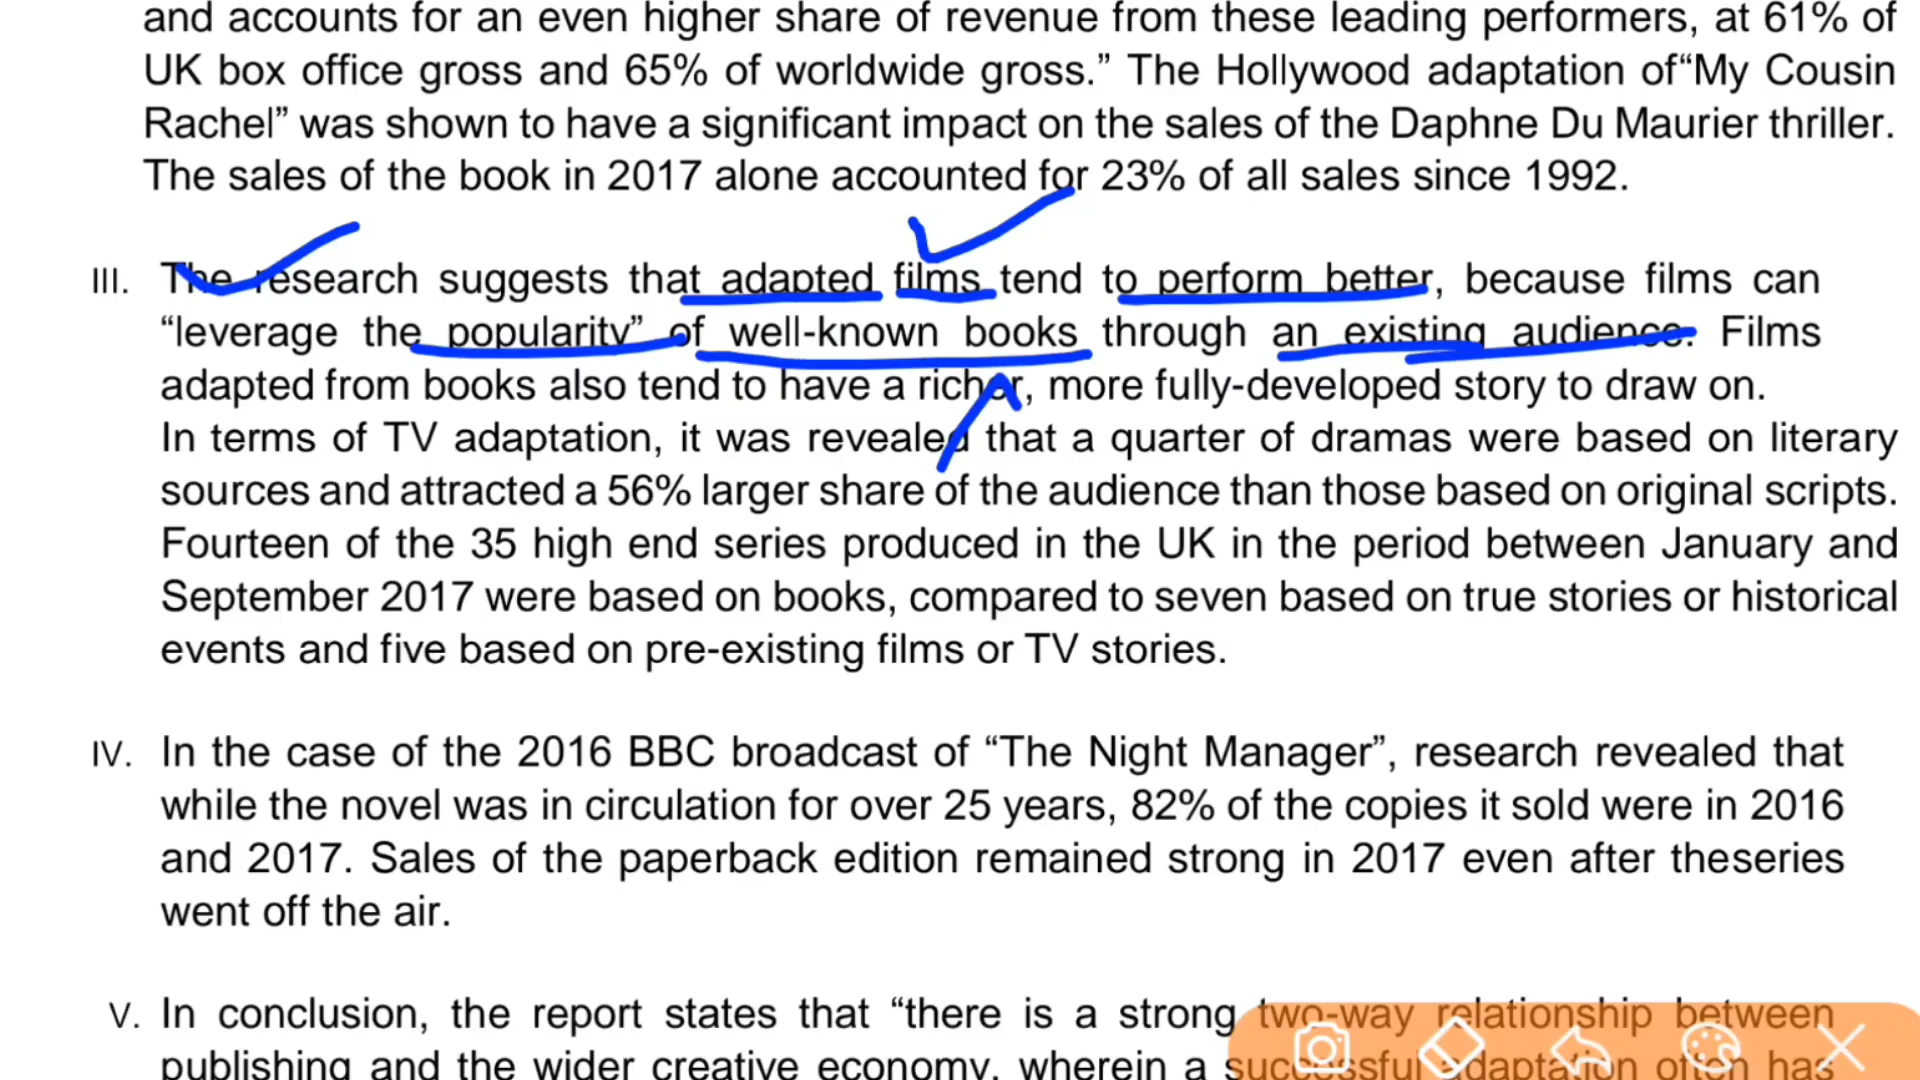 and accounts for an even higher share of revenue from these leading performers, at 61% of
UK box office gross and 65% of worldwide gross.” The Hollywood adaptation of“My Cousin
Rachel” was shown to have a significant impact on the sales of the Daphne Du Maurier thriller.
The sales of the book in 2017 alone accounted for 23% of all sales since 1992.
III. The research suggests that adapted films tend to perform better, because films can
“leverage the popularity” of well-known books through an existing audience. Films
adapted from books also tend to have a richer, more fully-developed story to draw on.
In terms of TV adaptation, it was revealed that a quarter of dramas were based on literary
sources and attracted a 56% larger share of the audience than those based on original scripts.
Fourteen of the 35 high end series produced in the UK in the period between January and
September 2017 were based on books, compared to seven based on true stories or historical
events and five based on pre-existing films or TV stories.
IV. In the case of the 2016 BBC broadcast of “The Night Manager”, research revealed that
while the novel was in circulation for over 25 years, 82% of the copies it sold were in 2016
and 2017. Sales of the paperback edition remained strong in 2017 even after theseries
went off the air.
V. In conclusion, the report states that “there is a strong two-way relationship between
publishing and the wider creative economy, wherein a successful adaptation often has